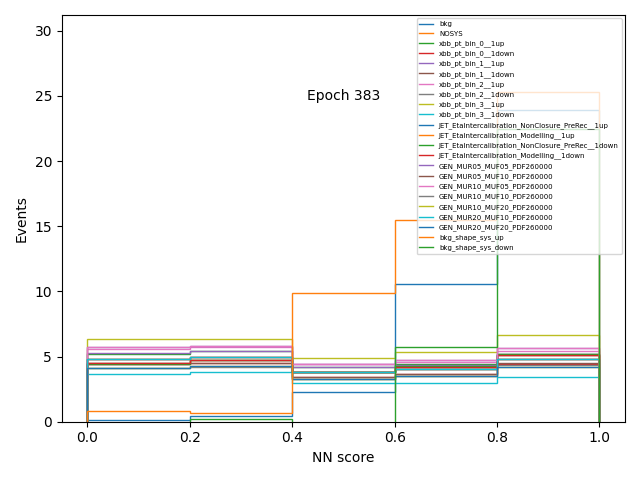 30
25
20
15
10
5
0
Events
Epoch 383
bkg
NOSYS
xbb_pt_bin_0__1up
xbb_pt_bin_0__1down
xbb_pt_bin_1__1up
xbb_pt_bin_1__1down
xbb_pt_bin_2__1up
xbb_pt_bin_2__1down
xbb_pt_bin_3__1up
xbb_pt_bin_3__1down
JET_EtaIntercalibration_NonClosure_PreRec__1up
JET_EtaIntercalibration_Modelling__1up
JET_EtaIntercalibration_NonClosure_PreRec__1down
JET_EtaIntercalibration_Modelling__1down
GEN_MUR05_MUF05_PDF260000
GEN_MUR05_MUF10_PDF260000
GEN_MUR10_MUF05_PDF260000
GEN_MUR10_MUF10_PDF260000
GEN_MUR10_MUF20_PDF260000
GEN_MUR20_MUF10_PDF260000
GEN_MUR20_MUF20_PDF260000
bkg_shape_sys_up
bkg_shape_sys_down
0.0 0.2 0.4 0.6 0.8 1.0
NN score